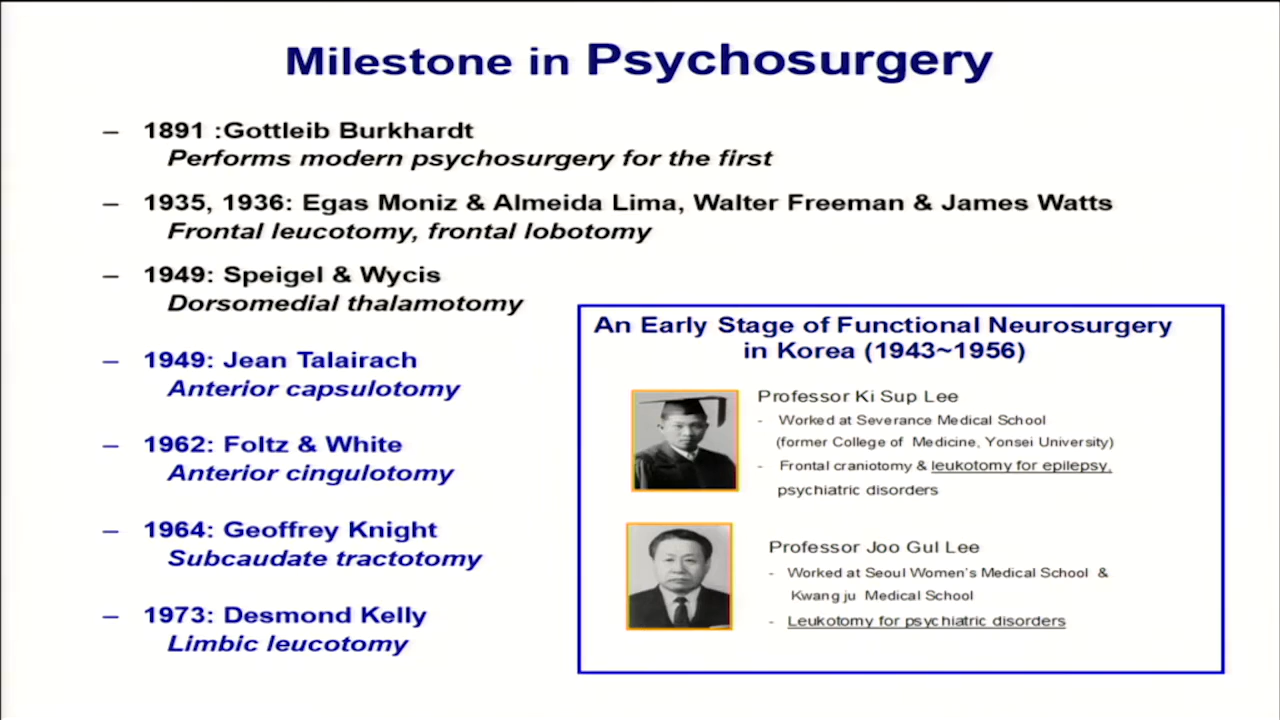 Milestone in Psychosurgery
– 1891 :Gottleib Burkhardt
Performs modern psychosurgery for the first
– 1935, 1936: Egas Moniz & Almeida Lima, Walter Freeman & James Watts
Frontal leucotomy, frontal lobotomy
– 1949: Speigel & Wycis
Dorsomedial thalamotomy
– 1949: Jean Talairach
Anterior capsulotomy
– 1962: Foltz & White
Anterior cingulotomy
– 1964: Geoffrey Knight
Subcaudate tractotomy
– 1973: Desmond Kelly
Limbic leucotomy
An Early Stage of Functional Neurosurgery
in Korea (1943~1956)
Professor Ki Sup Lee
- Worked at Severance Medical School
(former College of Medicine, Yonsei University)
- Frontal craniotomy & leukotomy for epilepsy,
psychiatric disorders
Professor Joo Gul Lee
- Worked at Seoul Women's Medical School &
Kwang ju Medical School
- Leukotomy for psychiatric disorders